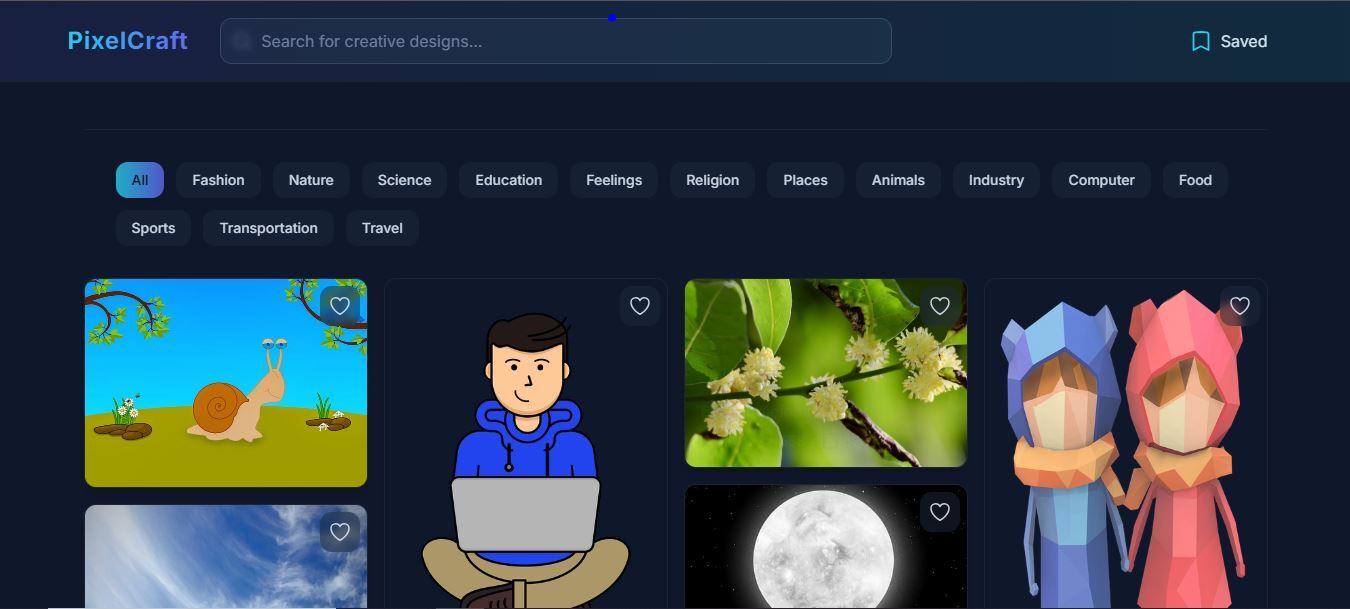 PixelCraft
Search for creative designs...
Saved
All Fashion Nature Science Education Feelings Religion Places Animals Industry Computer Food
Sports Transportation Travel